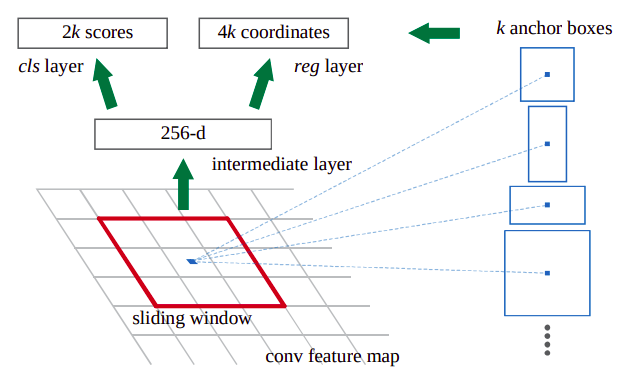 2k scores
4k coordinates
k anchor boxes
cls layer
reg layer
256-d
intermediate layer
sliding window
conv feature map